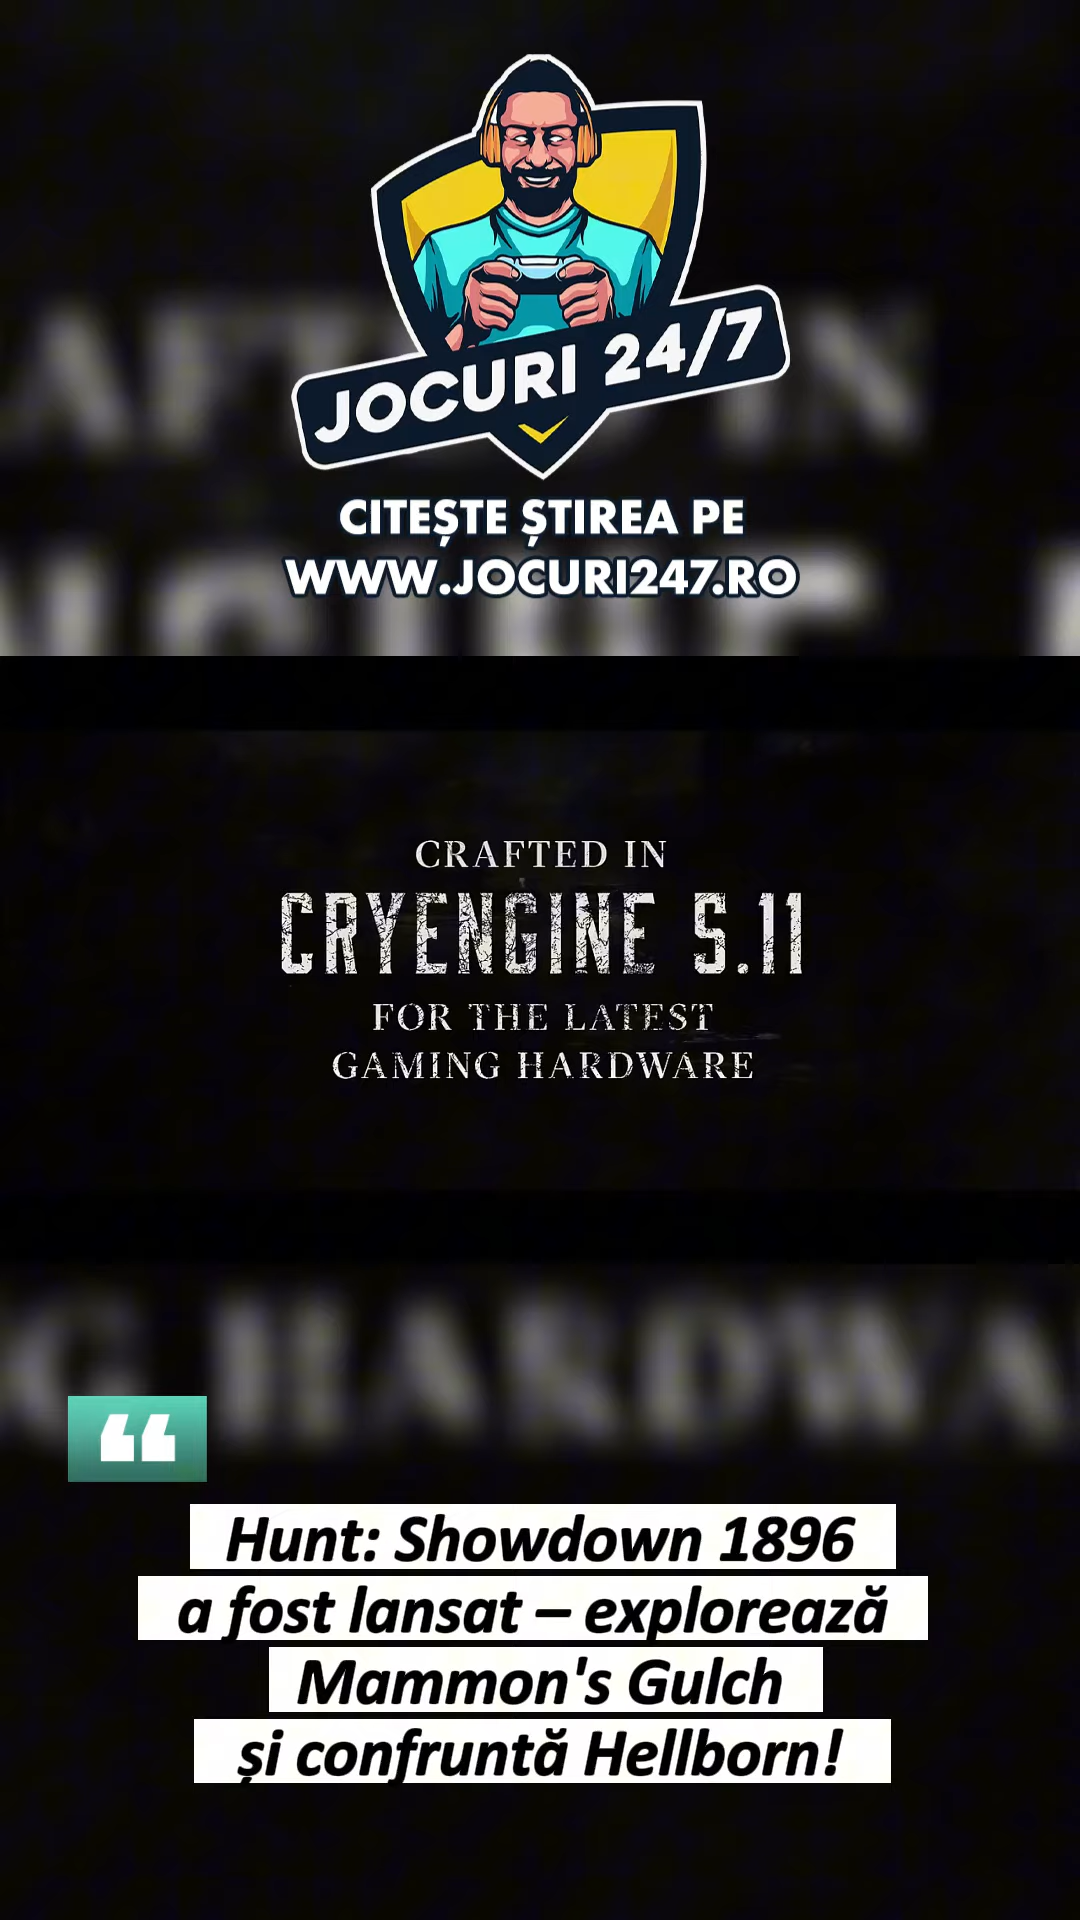 JOCURI 24/7
CITEȘTE ȘTIREA PE
WWW.JOCURI247.RO
CRAFTED IN
CRYENGINE 5.11
FOR THE LATEST
GAMING HARDWARE
❝
Hunt: Showdown 1896
a fost lansat – explorează
Mammon's Gulch
și confruntă Hellborn!